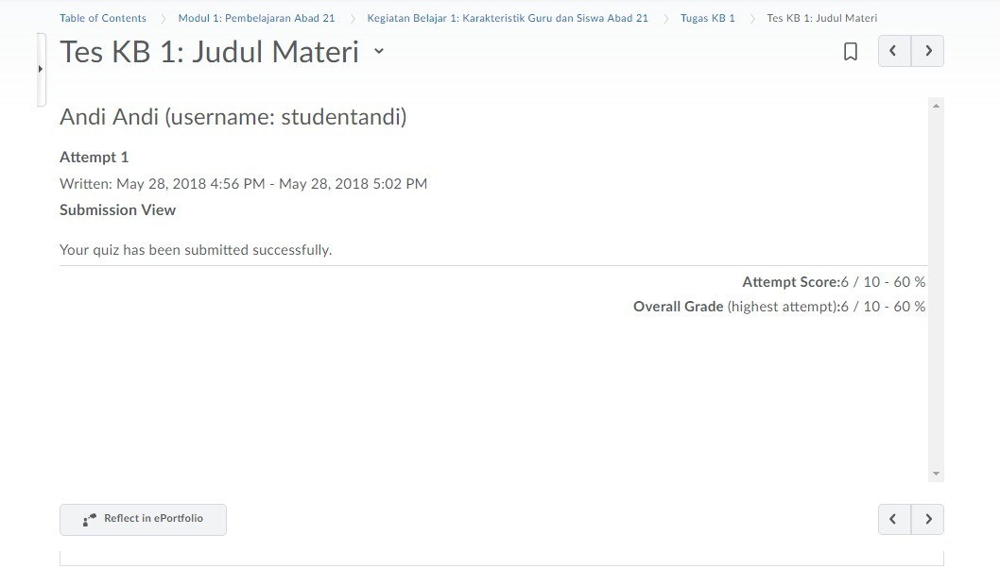 Table of Contents > Modul 1: Pembelajaran Abad 21 > Kegiatan Belajar 1: Karakteristik Guru dan Siswa Abad 21 > Tugas KB 1 > Tes KB 1: Judul Materi
Tes KB 1: Judul Materi
Andi Andi (username: studentandi)
Attempt 1
Written: May 28, 2018 4:56 PM - May 28, 2018 5:02 PM
Submission View
Your quiz has been submitted successfully.
Attempt Score:6 / 10 - 60 %
Overall Grade (highest attempt):6 / 10 - 60 %
Reflect in ePortfolio